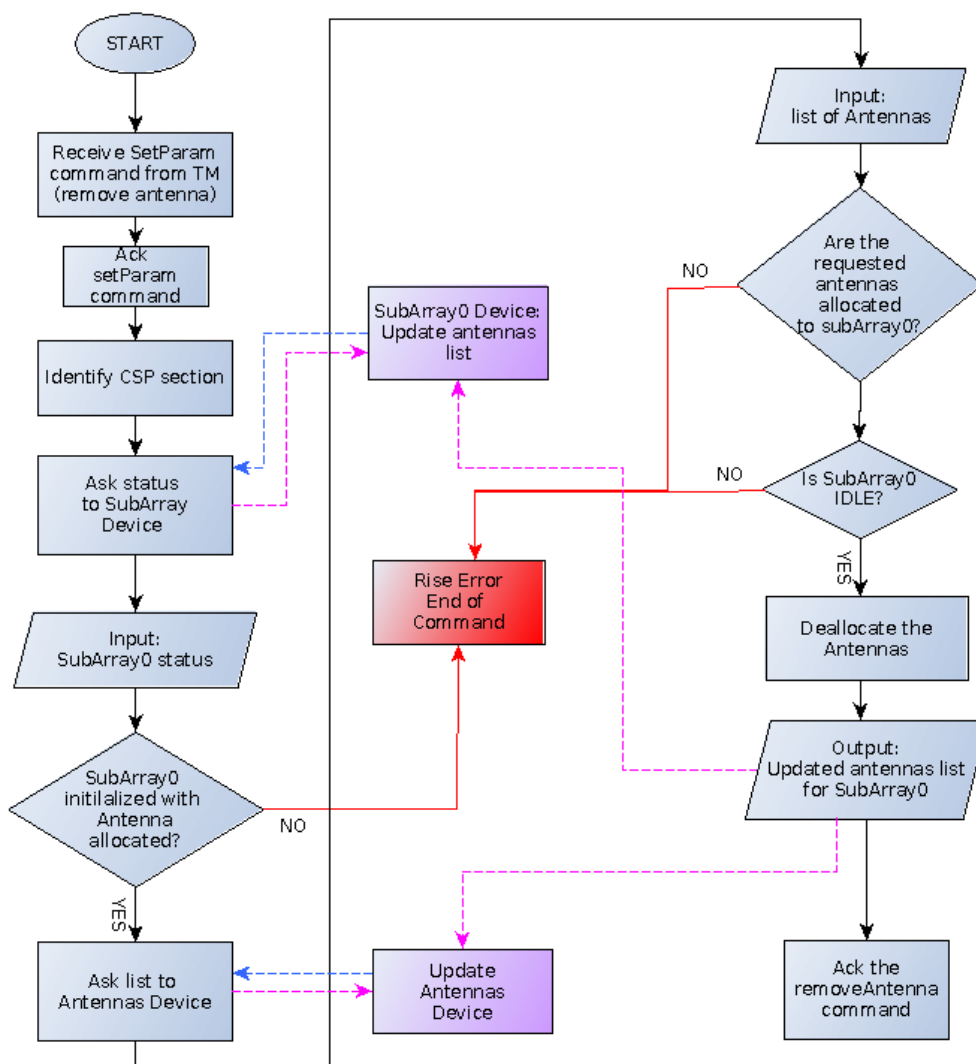 START
Receive SetParam
command from TM
(remove antenna)
Ack
setParam
command
Identify CSP section
Ask status
to SubArray
Device
Input:
SubArray0 status
SubArray0
initilalized with
Antenna
allocated?
NO
YES
Ask list to
Antennas Device
SubArray0 Device:
Update antennas
list
Rise Error
End of
Command
Update
Antennas
Device
Input:
list of Antennas
Are the
requested
antennas
allocated
to subArray0?
NO
Is SubArray0
IDLE?
NO
YES
Deallocate the
Antennas
Output:
Updated antennas list
for SubArray0
Ack the
removeAntenna
command